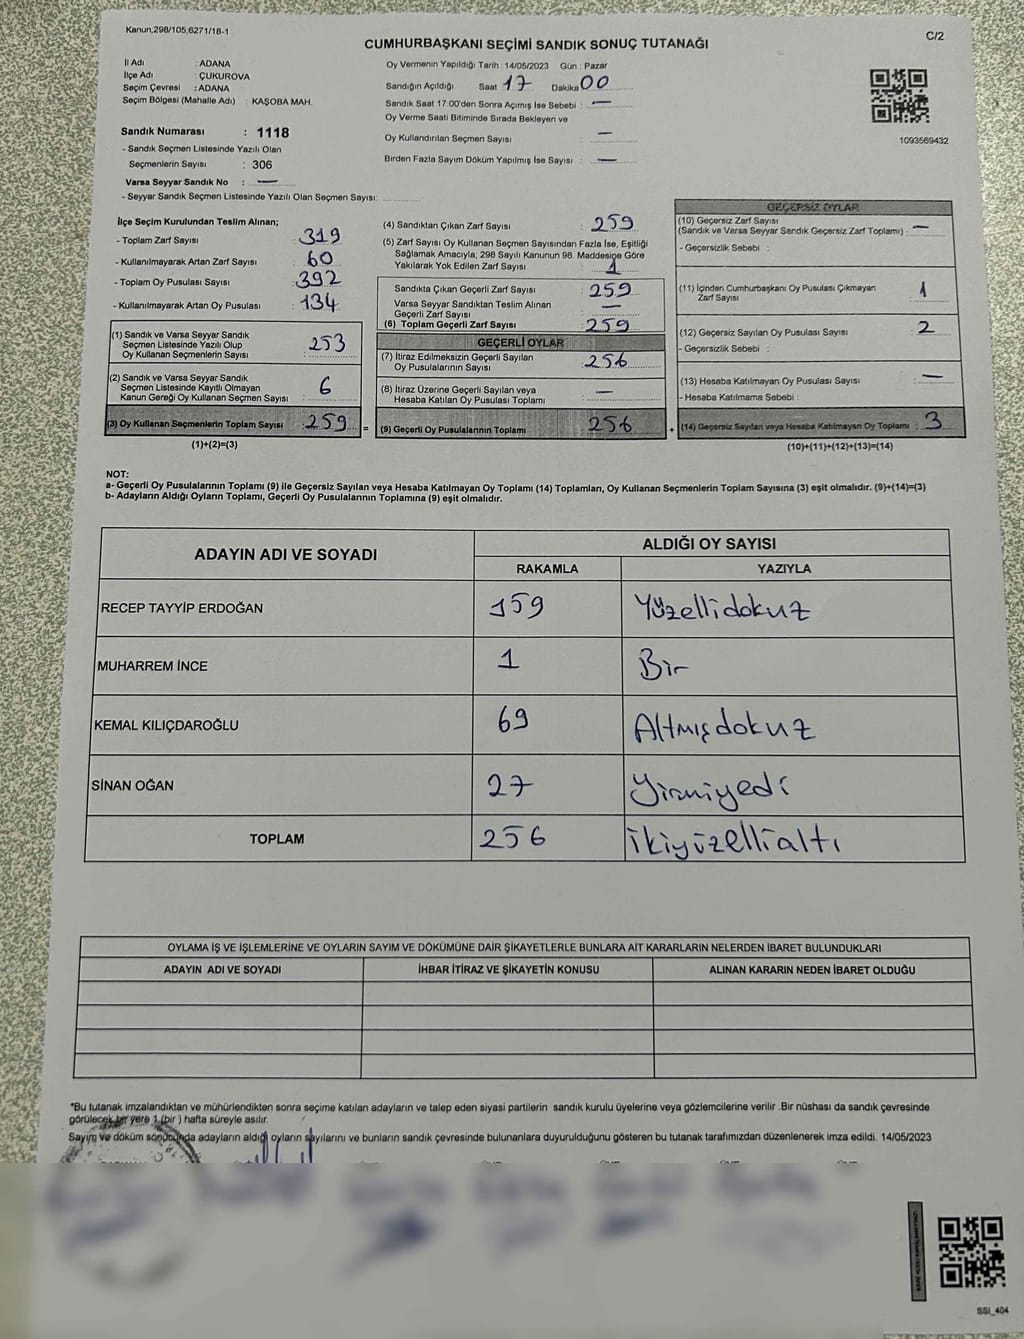 Kanun,298/105,6271/18-1
C/2
CUMHURBAŞKANI SEÇİMİ SANDIK SONUÇ TUTANAĞI
İl Adı : ADANA
İlçe Adı : ÇUKUROVA
Seçim Çevresi : ADANA
Seçim Bölgesi (Mahalle Adı) : KAŞOBA MAH.
Sandık Numarası : 1118
- Sandık Seçmen Listesinde Yazılı Olan
Seçmenlerin Sayısı : 306
Varsa Seyyar Sandık No : —
- Seyyar Sandık Seçmen Listesinde Yazılı Olan Seçmen Sayısı:
Oy Vermenin Yapıldığı Tarih : 14/05/2023 Gün : Pazar
Sandığın Açıldığı Saat 17 Dakika 00
Sandık Saat 17:00'den Sonra Açımış İse Sebebi : —
Oy Verme Saati Bitiminde Sırada Bekleyen ve
Oy Kullandırılan Seçmen Sayısı : —
Birden Fazla Sayım Döküm Yapılmış İse Sayısı : —
1093569432
İlçe Seçim Kurulundan Teslim Alınan;
- Toplam Zarf Sayısı : 319
- Kullanılmayarak Artan Zarf Sayısı : 60
- Toplam Oy Pusulası Sayısı : 392
- Kullanılmayarak Artan Oy Pusulası : 134
(1) Sandık ve Varsa Seyyar Sandık
Seçmen Listesinde Yazılı Olup
Oy Kullanan Seçmenlerin Sayısı : 253
(2) Sandık ve Varsa Seyyar Sandık
Seçmen Listesinde Kayıtlı Olmayan
Kanun Gereği Oy Kullanan Seçmen Sayısı : 6
(3) Oy Kullanan Seçmenlerin Toplam Sayısı : 259 =
(1)+(2)=(3)
(4) Sandıktan Çıkan Zarf Sayısı : 259
(5) Zarf Sayısı Oy Kullanan Seçmen Sayısından Fazla İse, Eşitliği
Sağlamak Amacıyla, 298 Sayılı Kanunun 98. Maddesine Göre
Yakılarak Yok Edilen Zarf Sayısı : 1
Sandıkta Çıkan Geçerli Zarf Sayısı : 259
Varsa Seyyar Sandıktan Teslim Alınan
Geçerli Zarf Sayısı : —
(6) Toplam Geçerli Zarf Sayısı : 259
GEÇERLİ OYLAR
(7) İtiraz Edilmeksizin Geçerli Sayılan
Oy Pusulalarının Sayısı : 256
(8) İtiraz Üzerine Geçerli Sayılan veya
Hesaba Katılan Oy Pusulası Toplamı : —
(9) Geçerli Oy Pusulalarının Toplamı : 256 +
GEÇERSİZ OYLAR
(10) Geçersiz Zarf Sayısı
(Sandık ve Varsa Seyyar Sandık Geçersiz Zarf Toplamı) : —
- Geçersizlik Sebebi :
(11) İçinden Cumhurbaşkanı Oy Pusulası Çıkmayan
Zarf Sayısı : 1
(12) Geçersiz Sayılan Oy Pusulası Sayısı : 2
- Geçersizlik Sebebi :
(13) Hesaba Katılmayan Oy Pusulası Sayısı : —
- Hesaba Katılmama Sebebi :
(14) Geçersiz Sayılan veya Hesaba Katılmayan Oy Toplamı : 3
(10)+(11)+(12)+(13)=(14)
NOT:
a- Geçerli Oy Pusulalarının Toplamı (9) ile Geçersiz Sayılan veya Hesaba Katılmayan Oy Toplamı (14) Toplamları, Oy Kullanan Seçmenlerin Toplam Sayısına (3) eşit olmalıdır. (9)+(14)=(3)
b- Adayların Aldığı Oyların Toplamı, Geçerli Oy Pusulalarının Toplamına (9) eşit olmalıdır.
ADAYIN ADI VE SOYADI
ALDIĞI OY SAYISI
RAKAMLA YAZIYLA
RECEP TAYYİP ERDOĞAN 159 Yüzellidokuz
MUHARREM İNCE 1 Bir
KEMAL KILIÇDAROĞLU 69 Altmışdokuz
SİNAN OĞAN 27 Yirmiyedi
TOPLAM 256 ikiyüzellialtı
OYLAMA İŞ VE İŞLEMLERİNE VE OYLARIN SAYIM VE DÖKÜMÜNE DAİR ŞİKAYETLERLE BUNLARA AİT KARARLARIN NELERDEN İBARET BULUNDUKLARI
ADAYIN ADI VE SOYADI İHBAR İTİRAZ VE ŞİKAYETİN KONUSU ALINAN KARARIN NEDEN İBARET OLDUĞU
*Bu tutanak imzalandıktan ve mühürlendikten sonra seçime katılan adayların ve talep eden siyasi partilerin sandık kurulu üyelerine veya gözlemcilerine verilir .Bir nüshası da sandık çevresinde
görülecek bir yere 1 (bir ) hafta süreyle asılır.
Sayım ve döküm sonucunda adayların aldığı oyların sayılarını ve bunların sandık çevresinde bulunanlara duyurulduğunu gösteren bu tutanak tarafımızdan düzenlenerek imza edildi. 14/05/2023
SSI_404